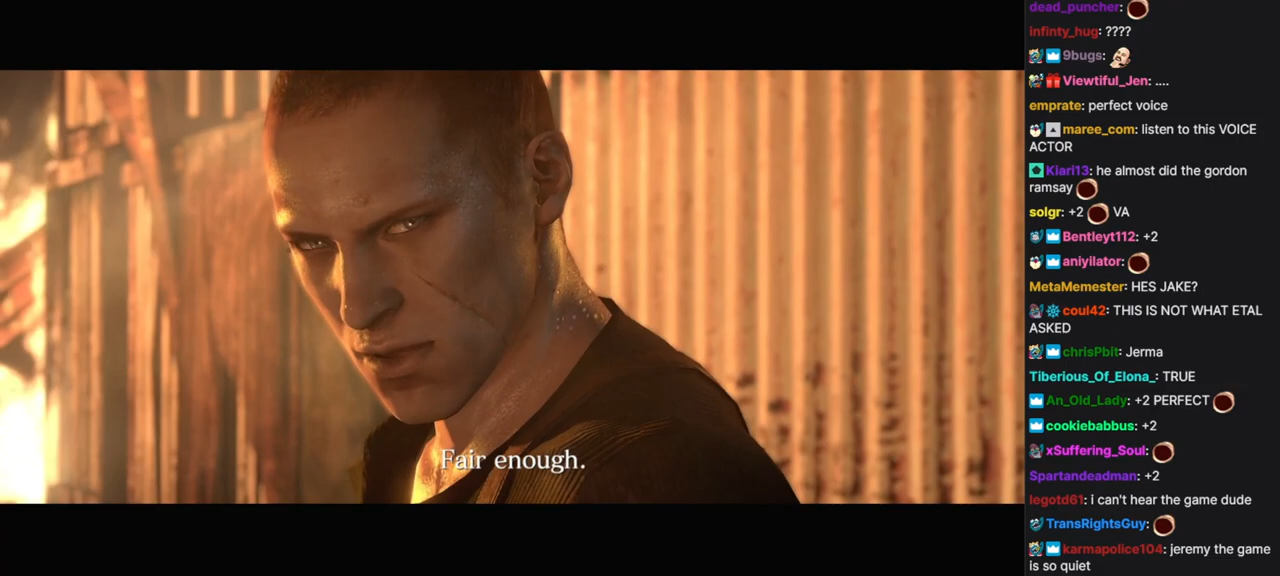 Fair enough.
dead_puncher:
infinty_hug: ????
9bugs:
Viewtiful_Jen: ....
emprate: perfect voice
maree_com: listen to this VOICE
ACTOR
Kiari13: he almost did the gordon
ramsay
solgr: +2 VA
Bentleyt112: +2
aniyilator:
MetaMemester: HES JAKE?
coul42: THIS IS NOT WHAT ETAL
ASKED
chrisPbit: Jerma
Tiberious_Of_Elona_: TRUE
An_Old_Lady: +2 PERFECT
cookiebabbus: +2
xSuffering_Soul:
Spartandeadman: +2
legotd61: i can't hear the game dude
TransRightsGuy:
karmapolice104: jeremy the game
is so quiet